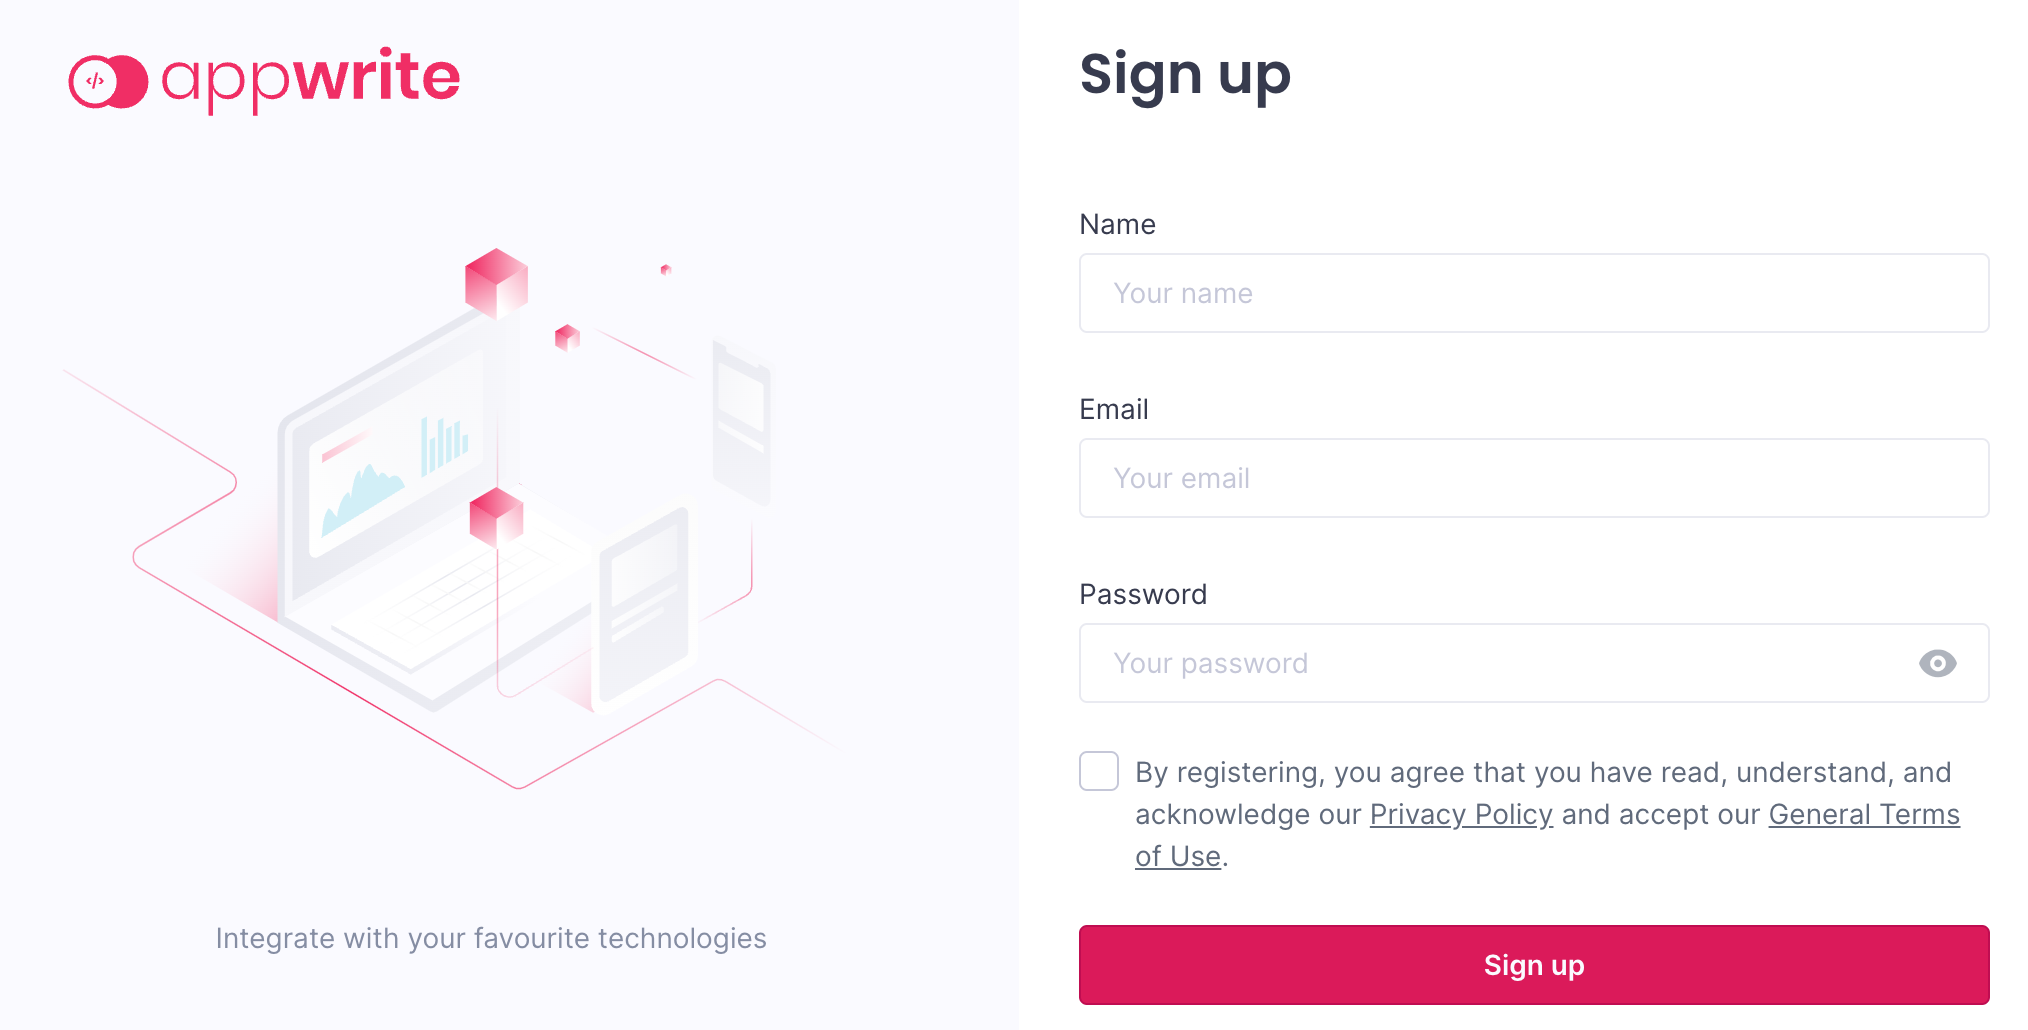 appwrite
Integrate with your favourite technologies
Sign up
Name
Your name
Email
Your email
Password
Your password
By registering, you agree that you have read, understand, and
acknowledge our Privacy Policy and accept our General Terms
of Use.
Sign up